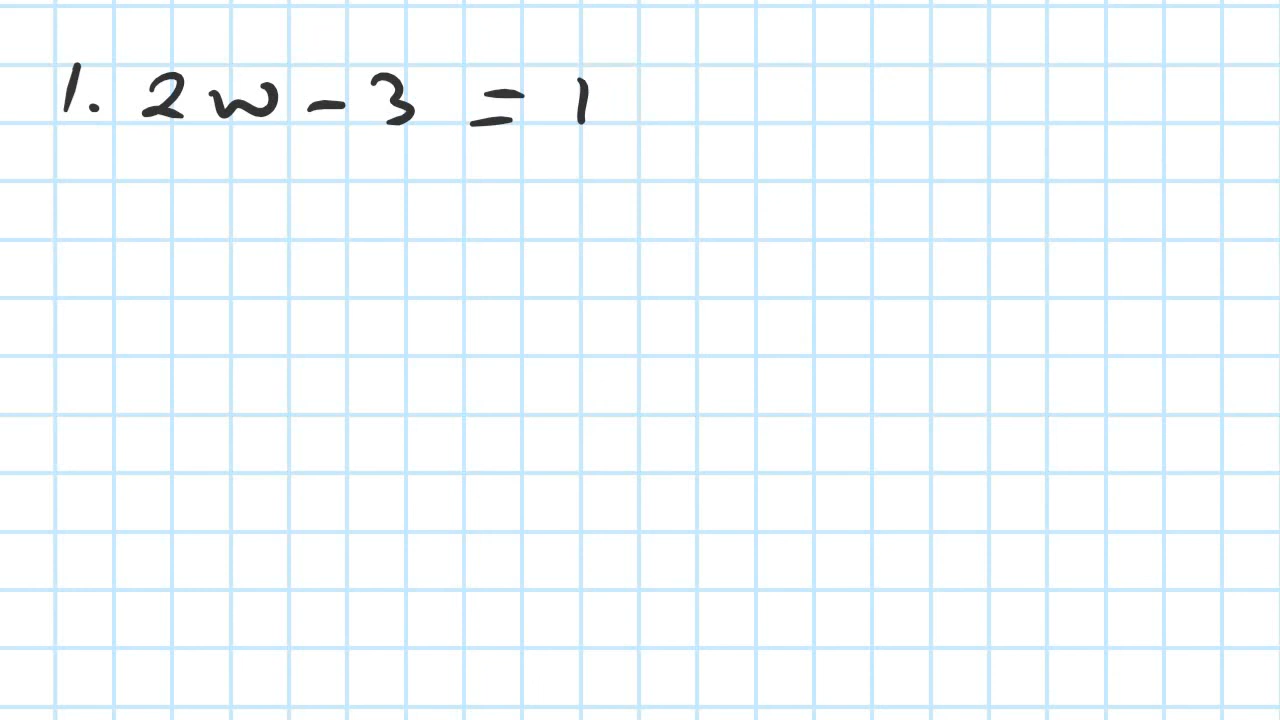 1. 2w - 3 = 1